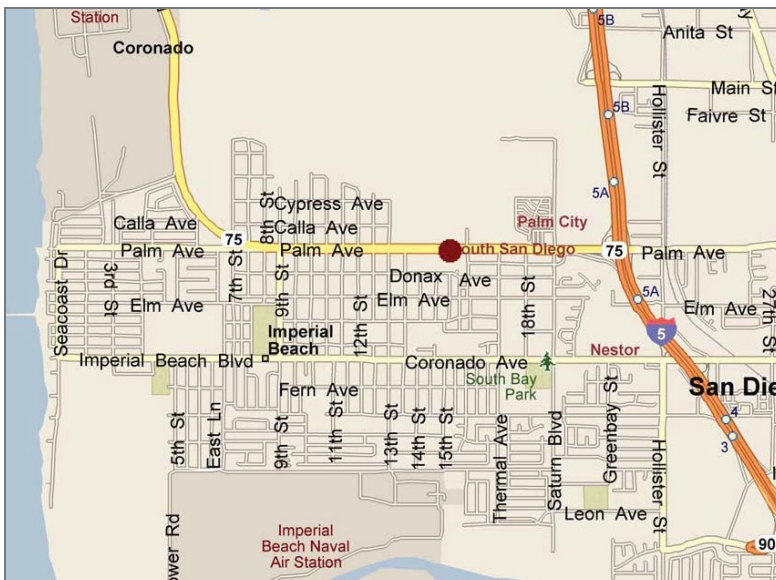 Station
Coronado
5B
Anita St
Main St
Faivre St
5B
Hollister St
5A
Cypress Ave
Calla Ave
8th St
Calla Ave
Palm City
75
Palm Ave
Palm Ave
South San Diego
75
Palm Ave
Seacoast Dr
3rd St
7th St
9th St
Donax Ave
5A
Elm Ave
Elm Ave
Elm Ave
27th St
12th St
18th St
5
Imperial
Beach
Nestor
Imperial Beach Blvd
Coronado Ave
South Bay
Park
San Die
Fern Ave
5th St
East Ln
9th St
11th St
13th St
14th St
15th St
Thermal Ave
Saturn Blvd
Greenbay St
Hollister St
4
3
Leon Ave
Imperial
Beach Naval
Air Station
ower Rd
90